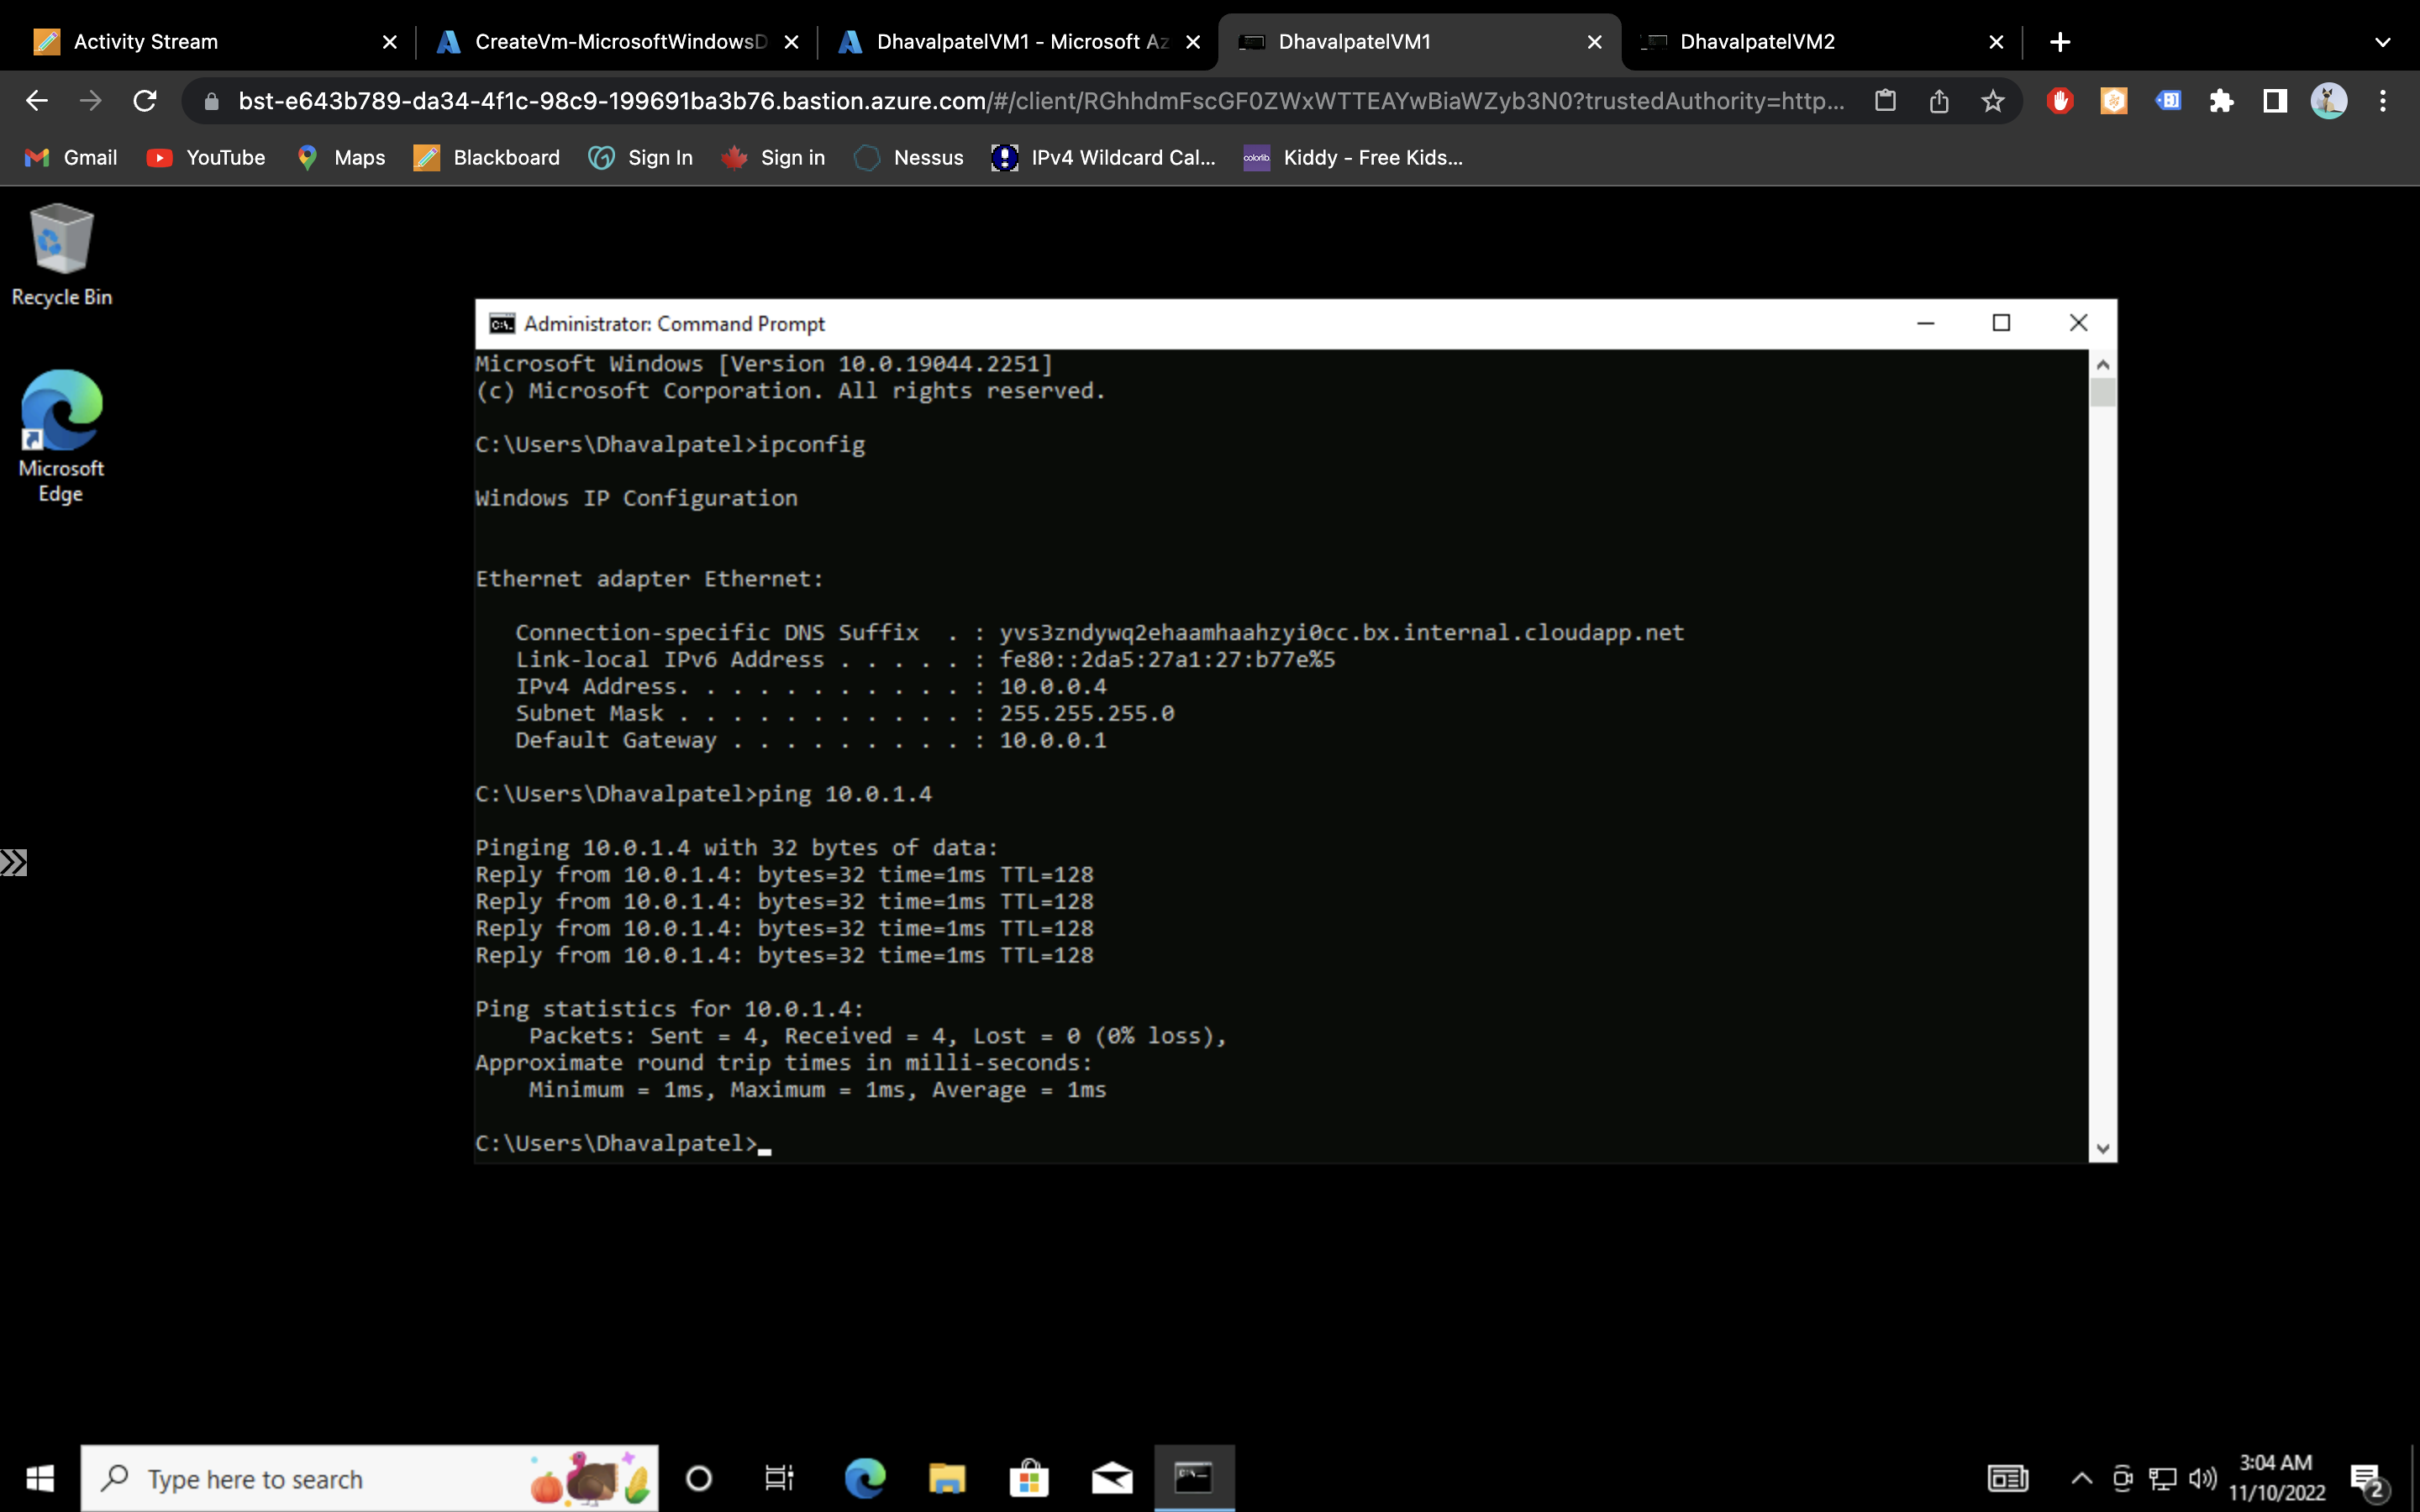 Activity Stream
CreateVm-MicrosoftWindowsD
DhavalpatelVM1 - Microsoft Az
DhavalpatelVM1
DhavalpatelVM2
bst-e643b789-da34-4f1c-98c9-199691ba3b76.bastion.azure.com/#/client/RGhhdmFscGF0ZWxWTTEAYwBiaWZyb3N0?trustedAuthority=http...
Gmail
YouTube
Maps
Blackboard
Sign In
Sign in
Nessus
IPv4 Wildcard Cal...
colorlib.
Kiddy - Free Kids...
Recycle Bin
Microsoft
Edge
Administrator: Command Prompt
Microsoft Windows [Version 10.0.19044.2251]
(c) Microsoft Corporation. All rights reserved.
C:\Users\Dhavalpatel>ipconfig
Windows IP Configuration
Ethernet adapter Ethernet:
Connection-specific DNS Suffix  . : yvs3zndywq2ehaamhaahzyi0cc.bx.internal.cloudapp.net
Link-local IPv6 Address . . . . . : fe80::2da5:27a1:27:b77e%5
IPv4 Address. . . . . . . . . . . : 10.0.0.4
Subnet Mask . . . . . . . . . . . : 255.255.255.0
Default Gateway . . . . . . . . . : 10.0.0.1
C:\Users\Dhavalpatel>ping 10.0.1.4
Pinging 10.0.1.4 with 32 bytes of data:
Reply from 10.0.1.4: bytes=32 time=1ms TTL=128
Reply from 10.0.1.4: bytes=32 time=1ms TTL=128
Reply from 10.0.1.4: bytes=32 time=1ms TTL=128
Reply from 10.0.1.4: bytes=32 time=1ms TTL=128
Ping statistics for 10.0.1.4:
Packets: Sent = 4, Received = 4, Lost = 0 (0% loss),
Approximate round trip times in milli-seconds:
Minimum = 1ms, Maximum = 1ms, Average = 1ms
C:\Users\Dhavalpatel>
Type here to search
3:04 AM
11/10/2022
2